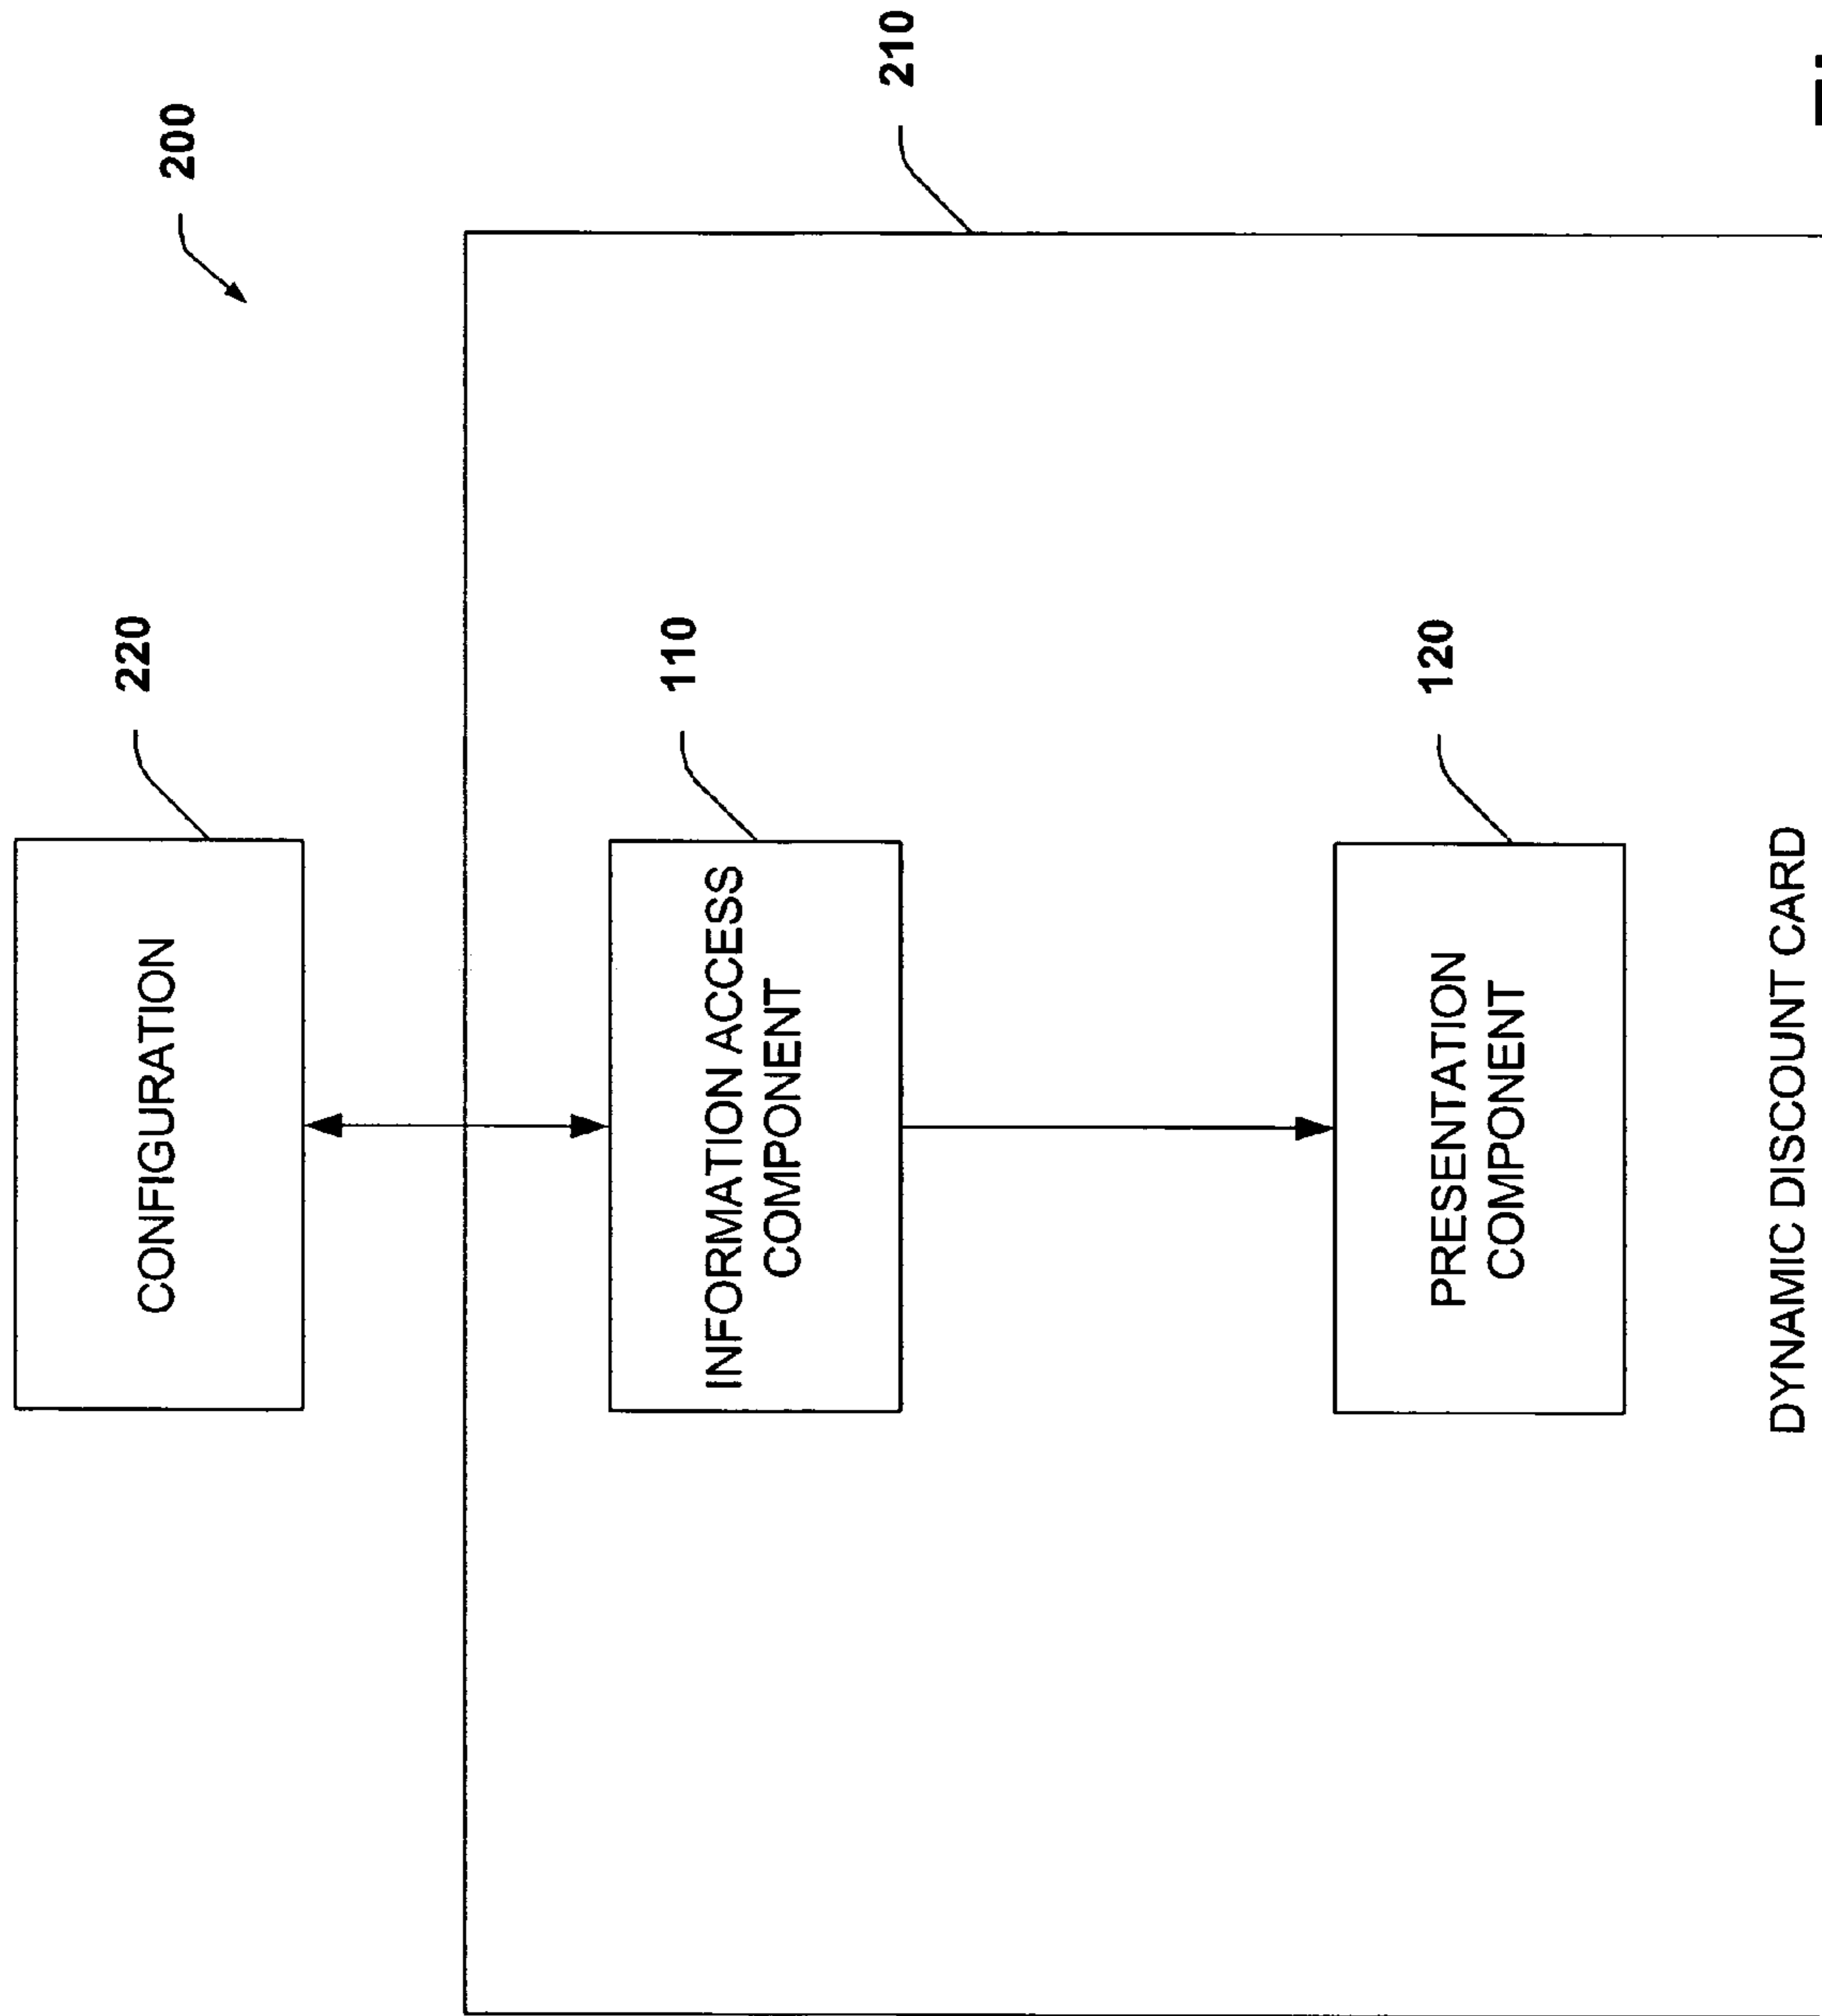 200
220
CONFIGURATION
210
110
INFORMATION ACCESS
COMPONENT
120
PRESENTATION
COMPONENT
DYNAMIC DISCOUNT CARD